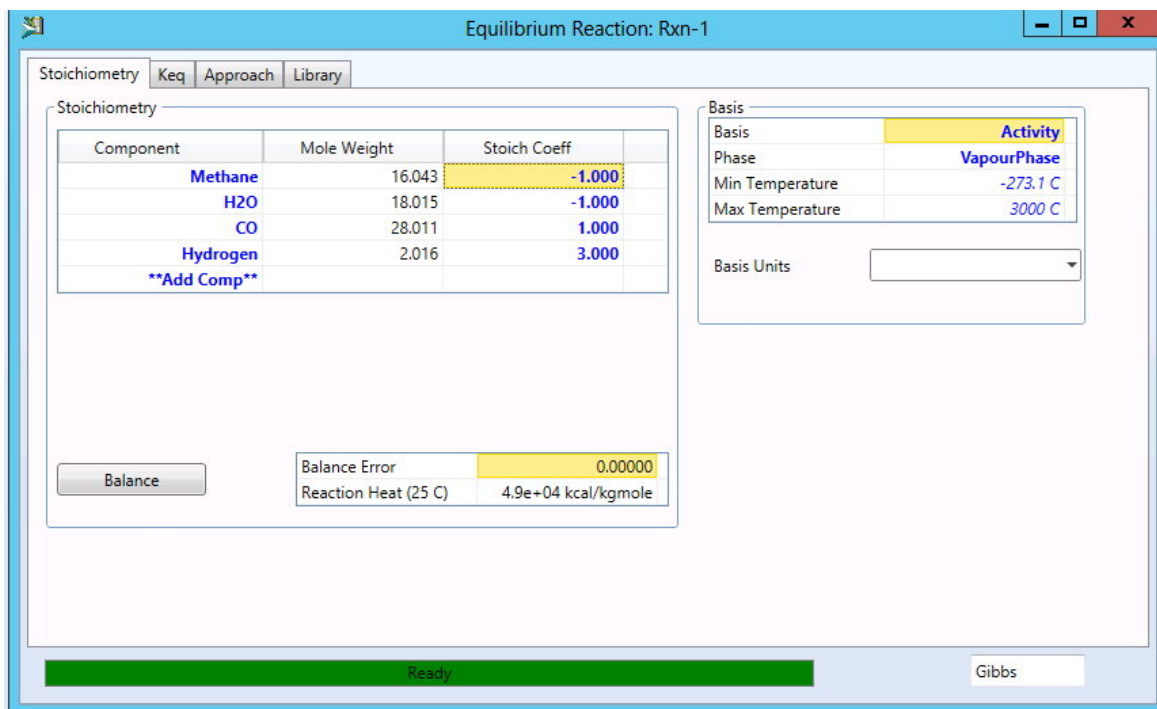 Equilibrium Reaction: Rxn-1
Stoichiometry Keq Approach Library
Stoichiometry
Component Mole Weight Stoich Coeff
Methane 16.043 -1.000
H2O 18.015 -1.000
CO 28.011 1.000
Hydrogen 2.016 3.000
**Add Comp**
Balance
Balance Error 0.00000
Reaction Heat (25 C) 4.9e+04 kcal/kgmole
Basis
Basis Activity
Phase VapourPhase
Min Temperature -273.1 C
Max Temperature 3000 C
Basis Units
Ready
Gibbs